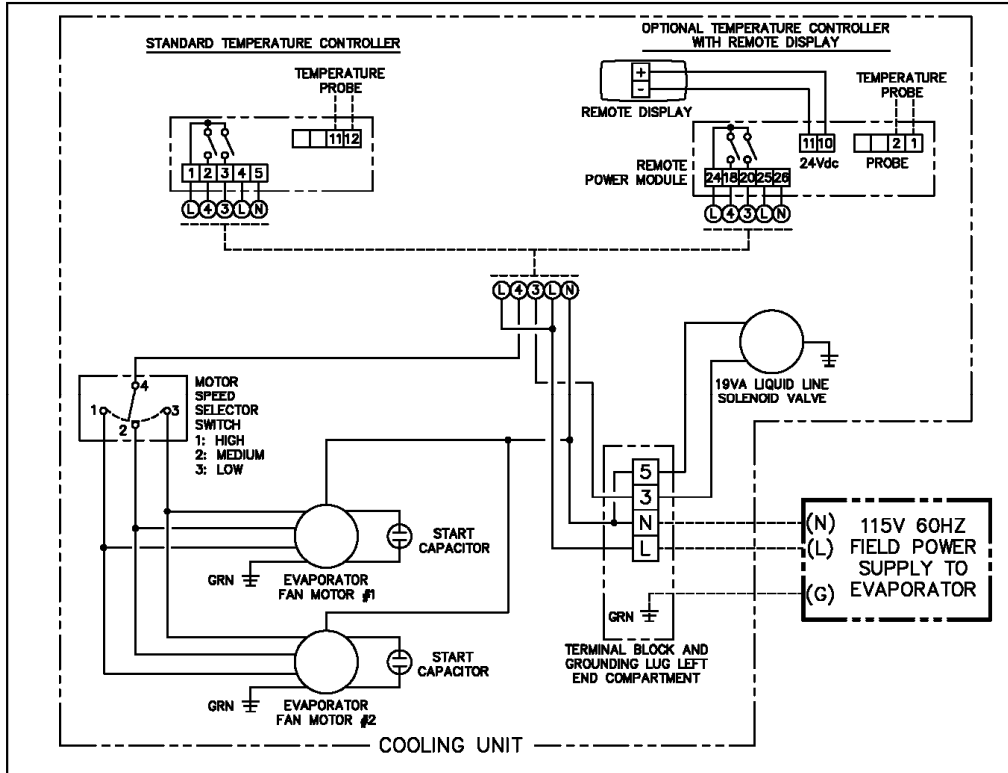 STANDARD TEMPERATURE CONTROLLER
TEMPERATURE
PROBE
11 12
1 2 3 4 5
L 4 3 L N
OPTIONAL TEMPERATURE CONTROLLER
WITH REMOTE DISPLAY
+
-
REMOTE DISPLAY
TEMPERATURE
PROBE
REMOTE
POWER MODULE
24 18 20 25 26
11 10
24Vdc
2 1
PROBE
L 4 3 L N
L 4 3 L N
19VA LIQUID LINE
SOLENOID VALVE
4
1
3
2
MOTOR
SPEED
SELECTOR
SWITCH
1: HIGH
2: MEDIUM
3: LOW
START
CAPACITOR
GRN
EVAPORATOR
FAN MOTOR #1
START
CAPACITOR
GRN
EVAPORATOR
FAN MOTOR #2
5
3
N
L
GRN
TERMINAL BLOCK AND
GROUNDING LUG LEFT
END COMPARTMENT
(N)
(L)
(G)
115V 60HZ
FIELD POWER
SUPPLY TO
EVAPORATOR
COOLING UNIT